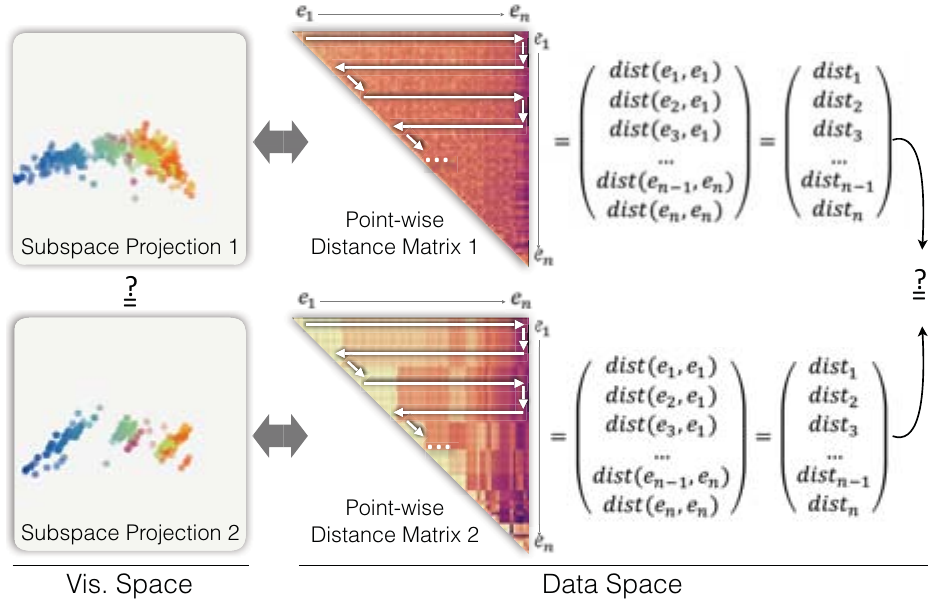 e₁ eₙ
e₁
dist(e₁, e₁)
dist(e₂, e₁)
dist(e₃, e₁)
...
dist(eₙ₋₁, eₙ)
dist(eₙ, eₙ)
=
=
dist₁
dist₂
dist₃
...
distₙ₋₁
distₙ
...
Subspace Projection 1
Point-wise
Distance Matrix 1
eₙ
?
=
?
=
e₁ eₙ
e₁
dist(e₁, e₁)
dist(e₂, e₁)
dist(e₃, e₁)
...
dist(eₙ₋₁, eₙ)
dist(eₙ, eₙ)
=
=
dist₁
dist₂
dist₃
...
distₙ₋₁
distₙ
...
Subspace Projection 2
Point-wise
Distance Matrix 2
eₙ
Vis. Space
Data Space